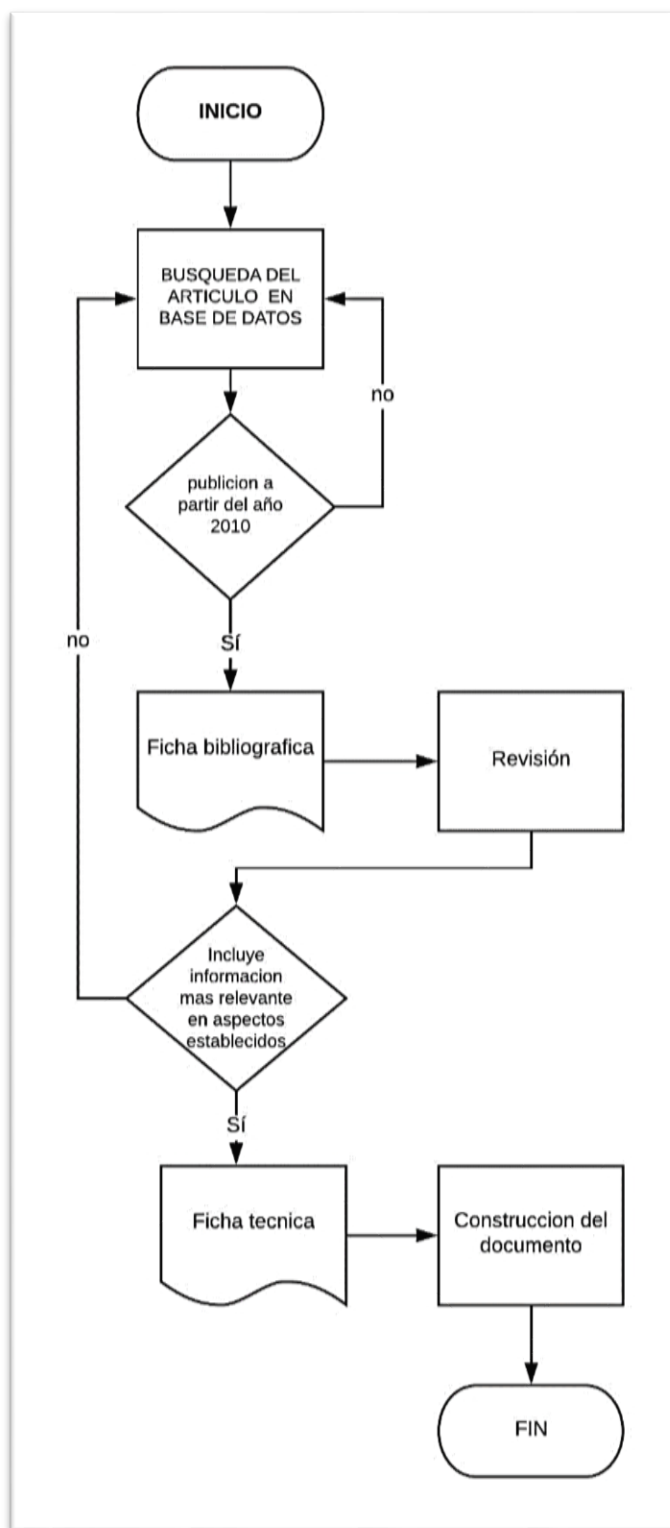 INICIO
BUSQUEDA DEL
ARTICULO EN
BASE DE DATOS
no
publicion a
partir del año
2010
no
Sí
Ficha bibliografica
Revisión
Incluye
informacion
mas relevante
en aspectos
establecidos
Sí
Ficha tecnica
Construccion del
documento
FIN